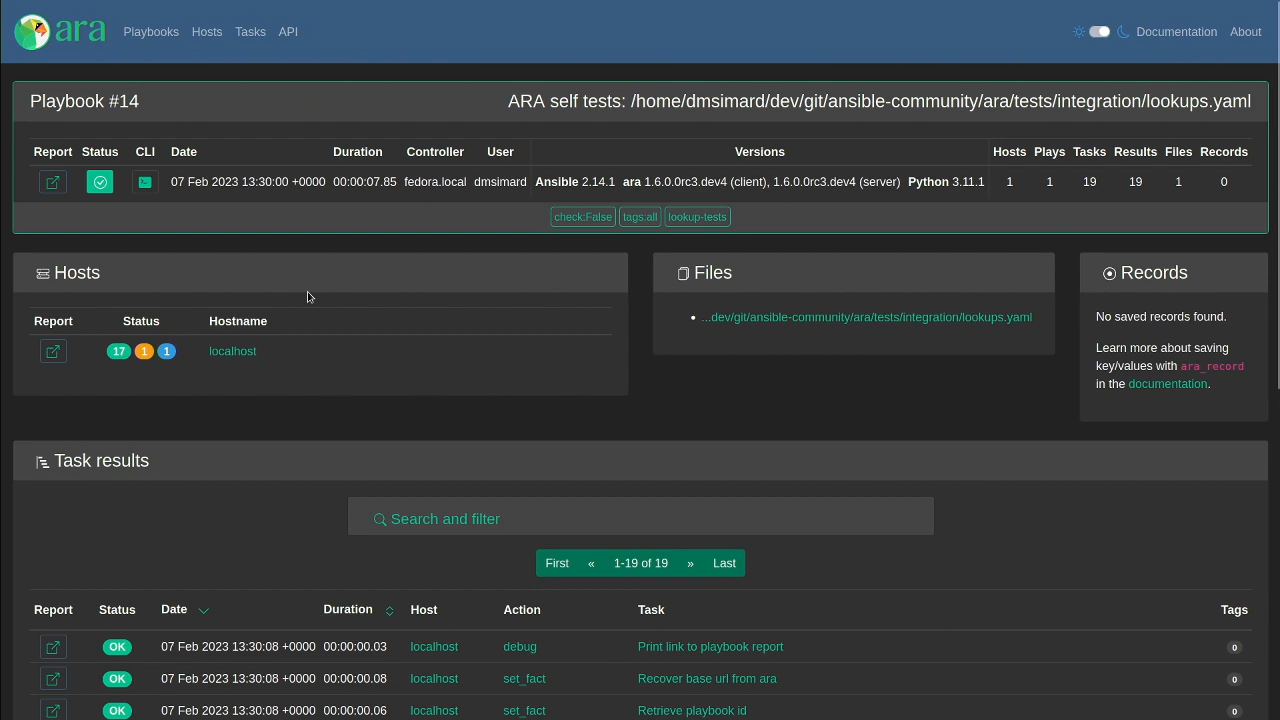 ara Playbooks Hosts Tasks API Documentation About
Playbook #14 ARA self tests: /home/dmsimard/dev/git/ansible-community/ara/tests/integration/lookups.yaml
Report Status CLI Date Duration Controller User Versions Hosts Plays Tasks Results Files Records
07 Feb 2023 13:30:00 +0000 00:00:07.85 fedora.local dmsimard Ansible 2.14.1 ara 1.6.0.0rc3.dev4 (client), 1.6.0.0rc3.dev4 (server) Python 3.11.1 1 1 19 19 1 0
check:False tags:all lookup-tests
Hosts
Report Status Hostname
17 1 1 localhost
Files
...dev/git/ansible-community/ara/tests/integration/lookups.yaml
Records
No saved records found.
Learn more about saving
key/values with ara_record
in the documentation.
Task results
Search and filter
First « 1-19 of 19 » Last
Report Status Date Duration Host Action Task Tags
OK 07 Feb 2023 13:30:08 +0000 00:00:00.03 localhost debug Print link to playbook report 0
OK 07 Feb 2023 13:30:08 +0000 00:00:00.08 localhost set_fact Recover base url from ara 0
OK 07 Feb 2023 13:30:08 +0000 00:00:00.06 localhost set_fact Retrieve playbook id 0